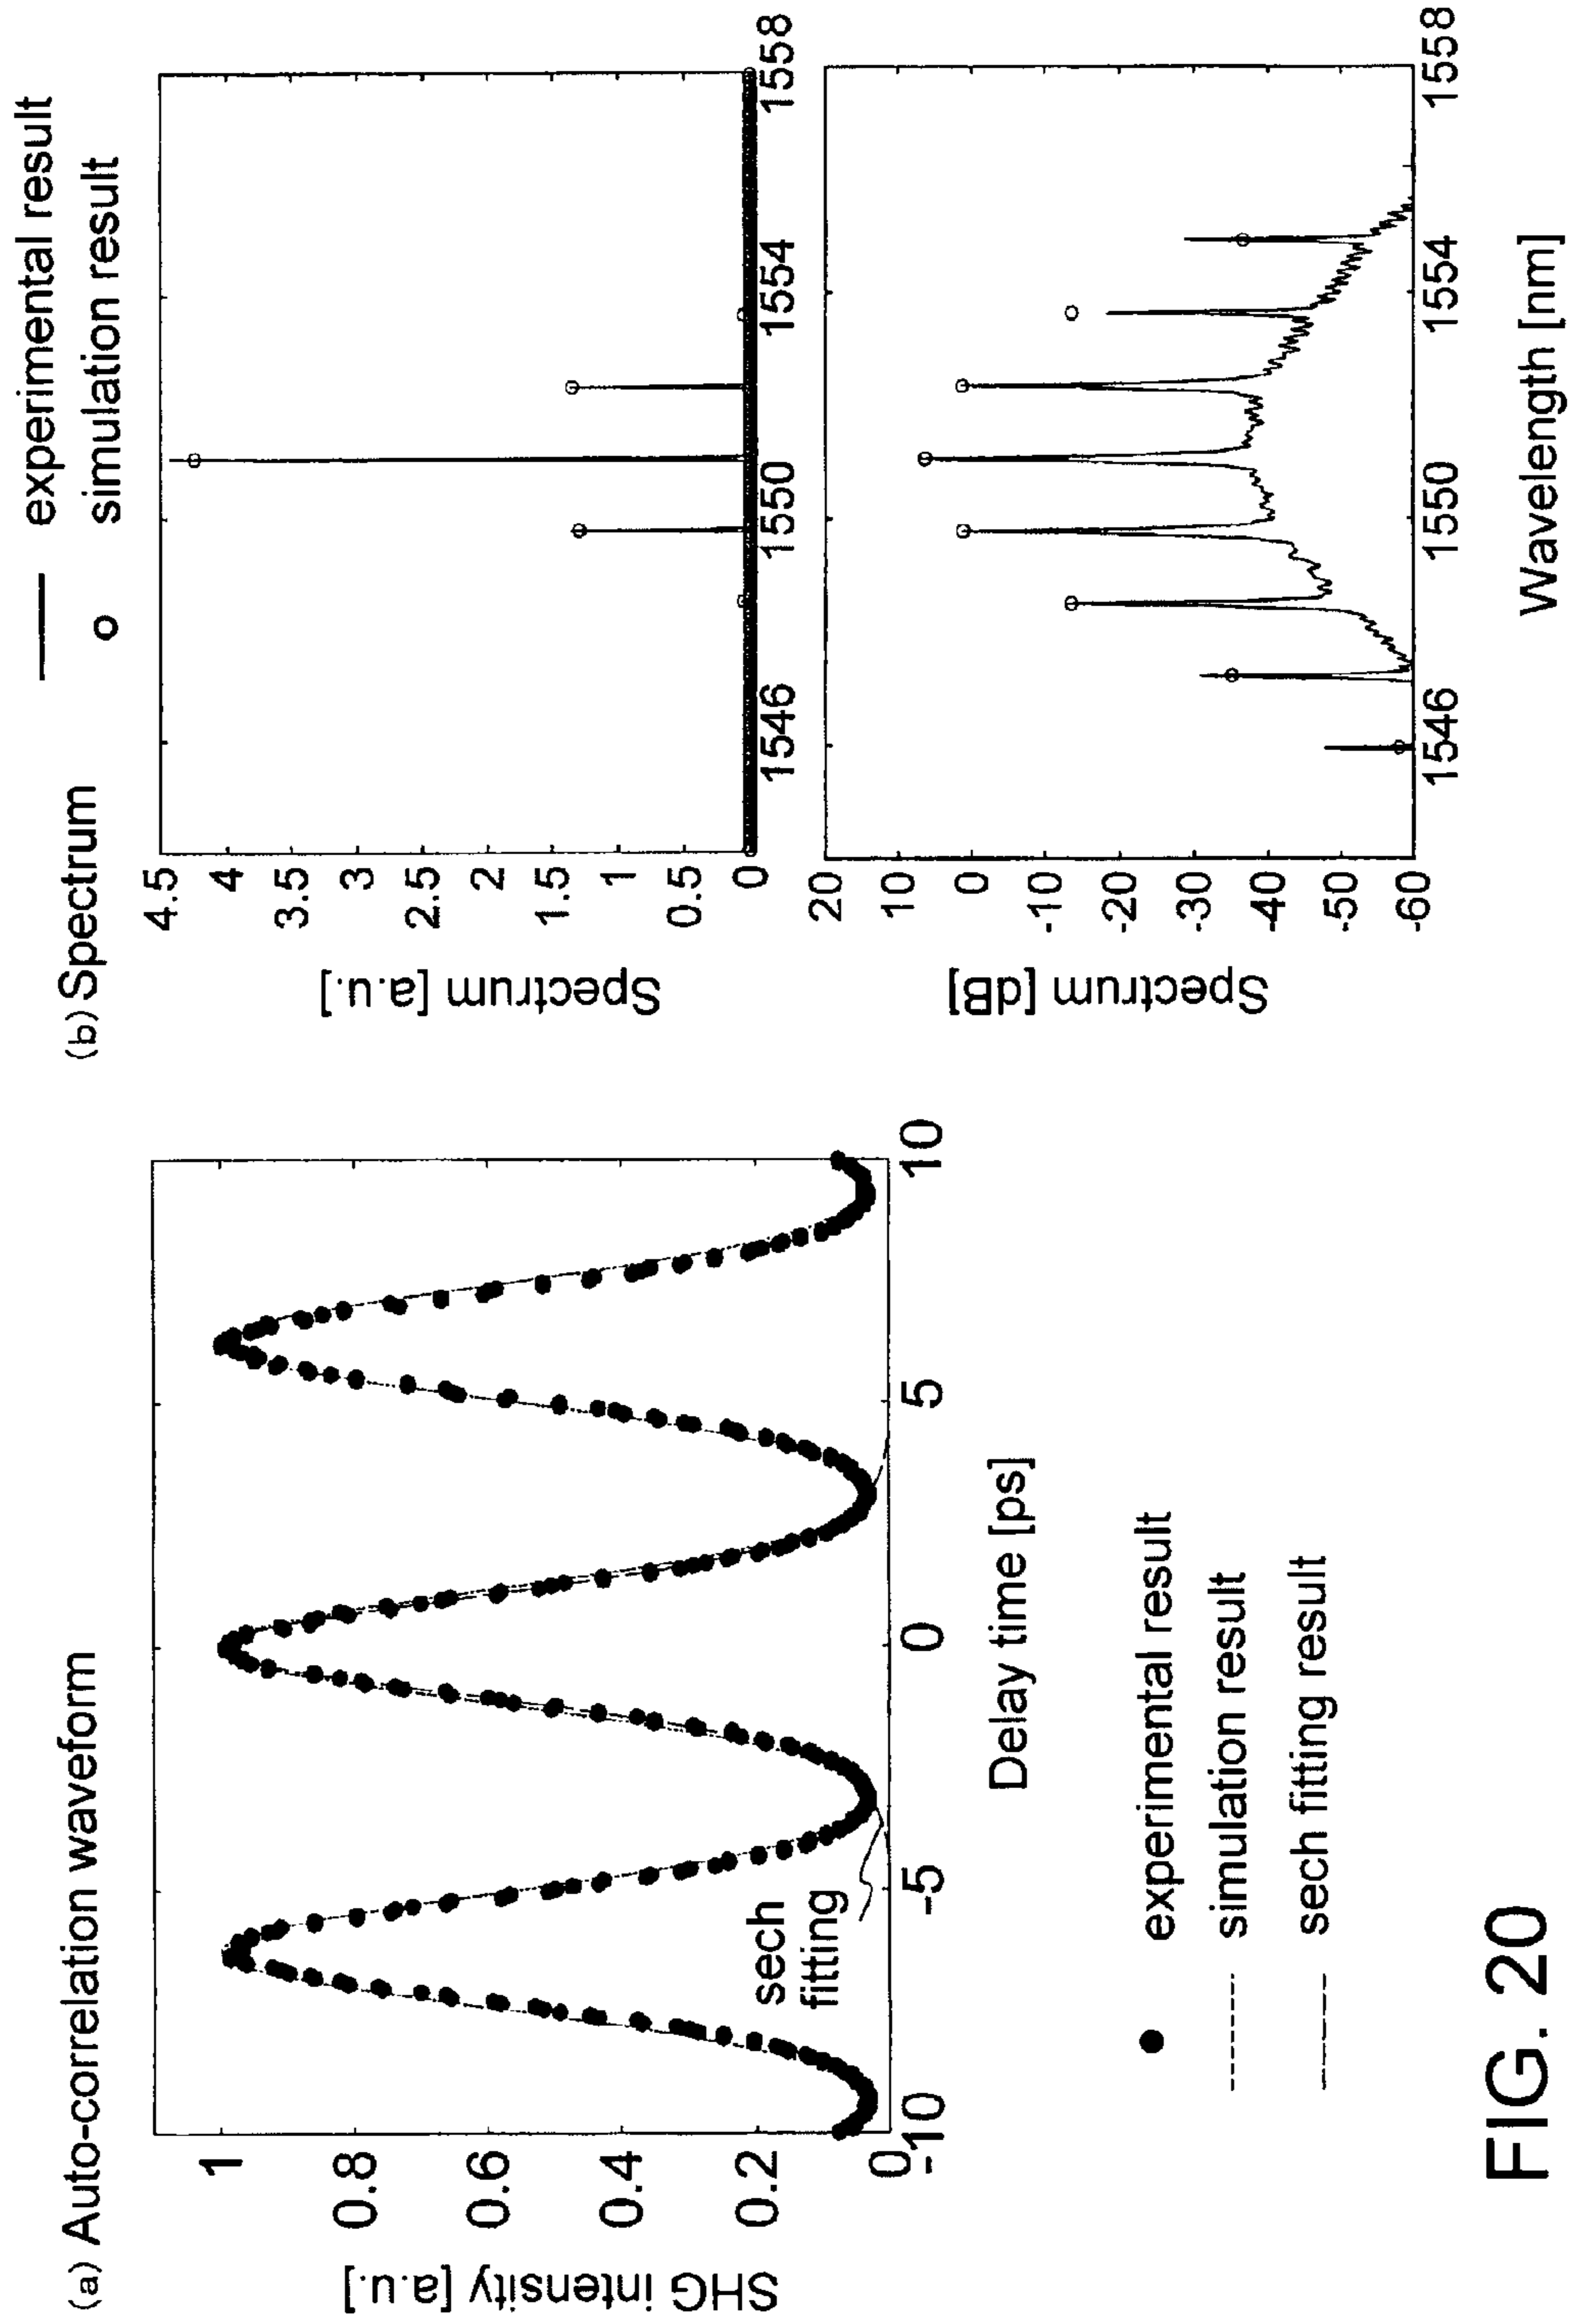 (a) Auto-correlation waveform
SHG intensity [a.u.]
1
0.8
0.6
0.4
0.2
0
-10
-5
0
5
10
sech
fitting
Delay time [ps]
experimental result
simulation result
sech fitting result
(b) Spectrum
experimental result
simulation result
Spectrum [a.u.]
4.5
4
3.5
3
2.5
2
1.5
1
0.5
0
1546
1550
1554
1558
Spectrum [dB]
20
10
0
-10
-20
-30
-40
-50
-60
1546
1550
1554
1558
Wavelength [nm]
FIG. 20